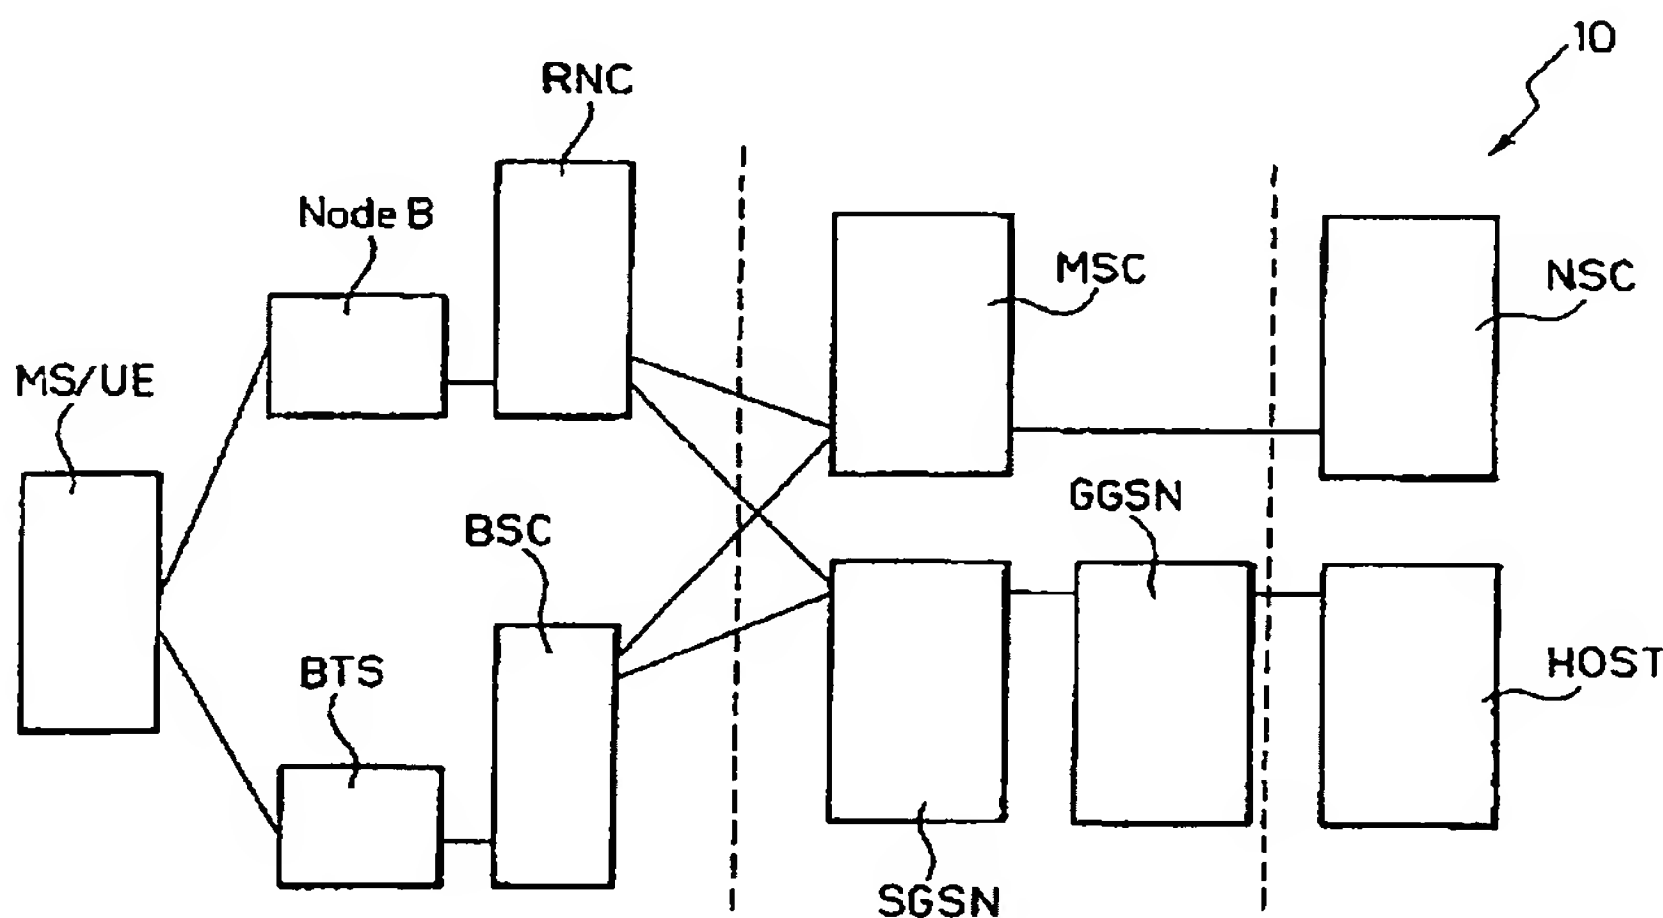 10
RNC
Node B
MSC
NSC
MS/UE
GGSN
BSC
BTS
HOST
SGSN